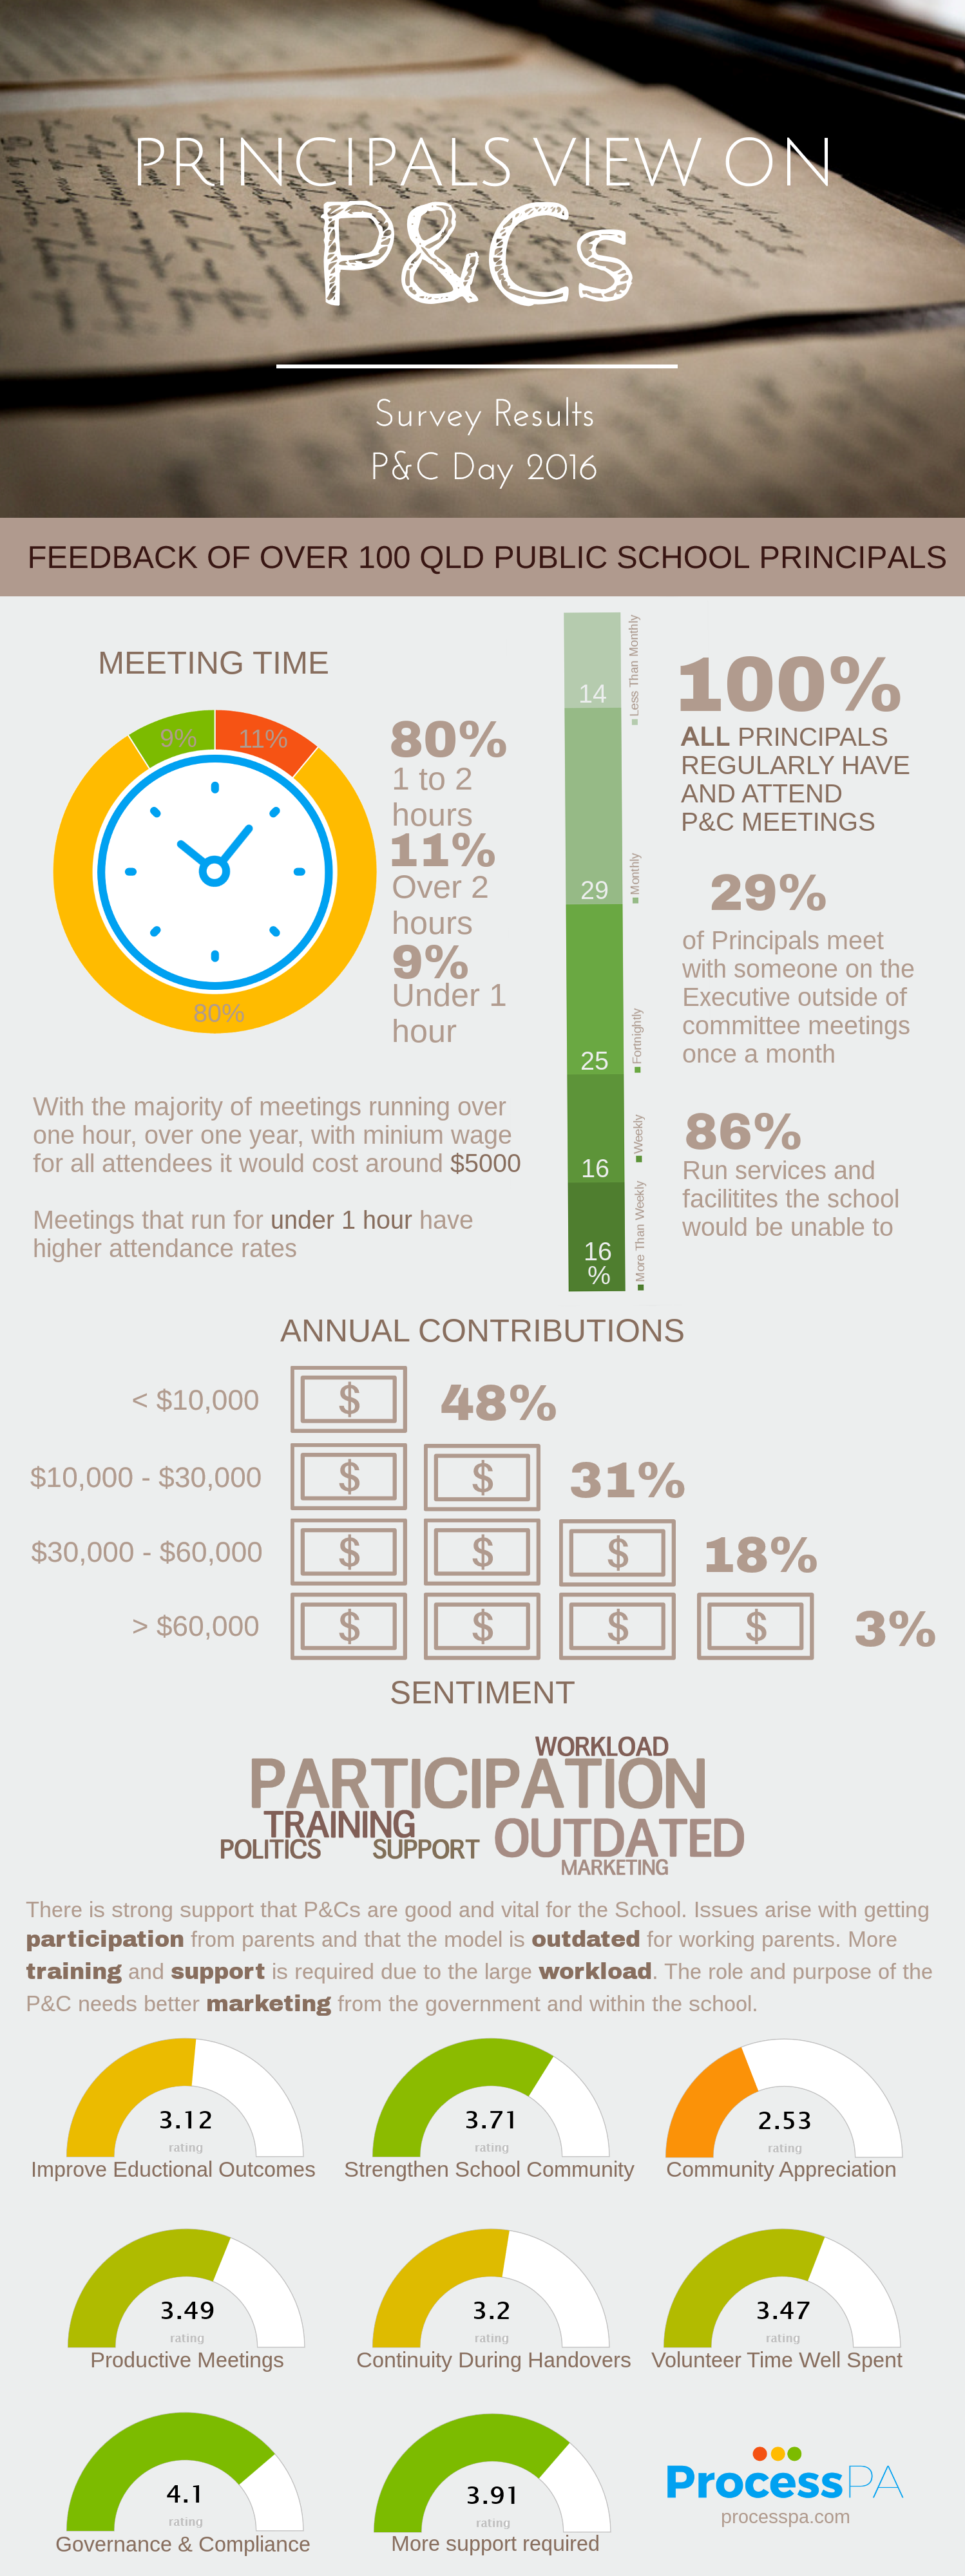 PRINCIPALS VIEW ON
P&Cs
Survey Results
P&C Day 2016
FEEDBACK OF OVER 100 QLD PUBLIC SCHOOL PRINCIPALS
MEETING TIME
9%
11%
80%
80%
1 to 2
hours
11%
Over 2
hours
9%
Under 1
hour
With the majority of meetings running over
one hour, over one year, with minium wage
for all attendees it would cost around $5000
Meetings that run for under 1 hour have
higher attendance rates
14
Less Than Monthly
29
Monthly
25
Fortnightly
16
Weekly
16
%
More Than Weekly
100%
ALL PRINCIPALS
REGULARLY HAVE
AND ATTEND
P&C MEETINGS
29%
of Principals meet
with someone on the
Executive outside of
committee meetings
once a month
86%
Run services and
facilitites the school
would be unable to
ANNUAL CONTRIBUTIONS
< $10,000 $ 48%
$10,000 - $30,000 $ $ 31%
$30,000 - $60,000 $ $ $ 18%
> $60,000 $ $ $ $ 3%
SENTIMENT
WORKLOAD
PARTICIPATION
TRAINING
POLITICS SUPPORT OUTDATED
MARKETING
There is strong support that P&Cs are good and vital for the School. Issues arise with getting
participation from parents and that the model is outdated for working parents. More
training and support is required due to the large workload. The role and purpose of the
P&C needs better marketing from the government and within the school.
3.12
rating
Improve Eductional Outcomes
3.71
rating
Strengthen School Community
2.53
rating
Community Appreciation
3.49
rating
Productive Meetings
3.2
rating
Continuity During Handovers
3.47
rating
Volunteer Time Well Spent
4.1
rating
Governance & Compliance
3.91
rating
More support required
ProcessPA
processpa.com